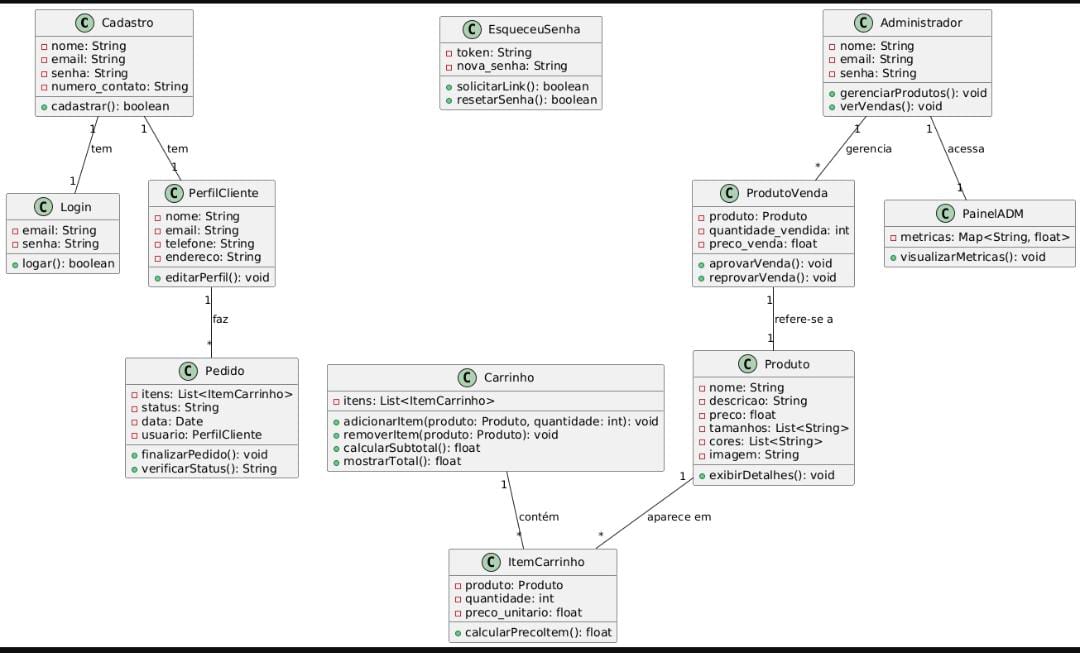 C Cadastro
nome: String
email: String
senha: String
numero_contato: String
cadastrar(): boolean
C EsqueceuSenha
token: String
nova_senha: String
solicitarLink(): boolean
resetarSenha(): boolean
C Administrador
nome: String
email: String
senha: String
gerenciarProdutos(): void
verVendas(): void
1
tem
1
1
tem
1
1
gerencia
*
1
acessa
1
C Login
email: String
senha: String
logar(): boolean
C PerfilCliente
nome: String
email: String
telefone: String
endereco: String
editarPerfil(): void
C ProdutoVenda
produto: Produto
quantidade_vendida: int
preco_venda: float
aprovarVenda(): void
reprovarVenda(): void
C PainelADM
metricas: Map<String, float>
visualizarMetricas(): void
1
faz
*
1
refere-se a
1
C Pedido
itens: List<ItemCarrinho>
status: String
data: Date
usuario: PerfilCliente
finalizarPedido(): void
verificarStatus(): String
C Carrinho
itens: List<ItemCarrinho>
adicionarItem(produto: Produto, quantidade: int): void
removerItem(produto: Produto): void
calcularSubtotal(): float
mostrarTotal(): float
C Produto
nome: String
descricao: String
preco: float
tamanhos: List<String>
cores: List<String>
imagem: String
exibirDetalhes(): void
1
contém
*
1
aparece em
*
C ItemCarrinho
produto: Produto
quantidade: int
preco_unitario: float
calcularPrecoItem(): float